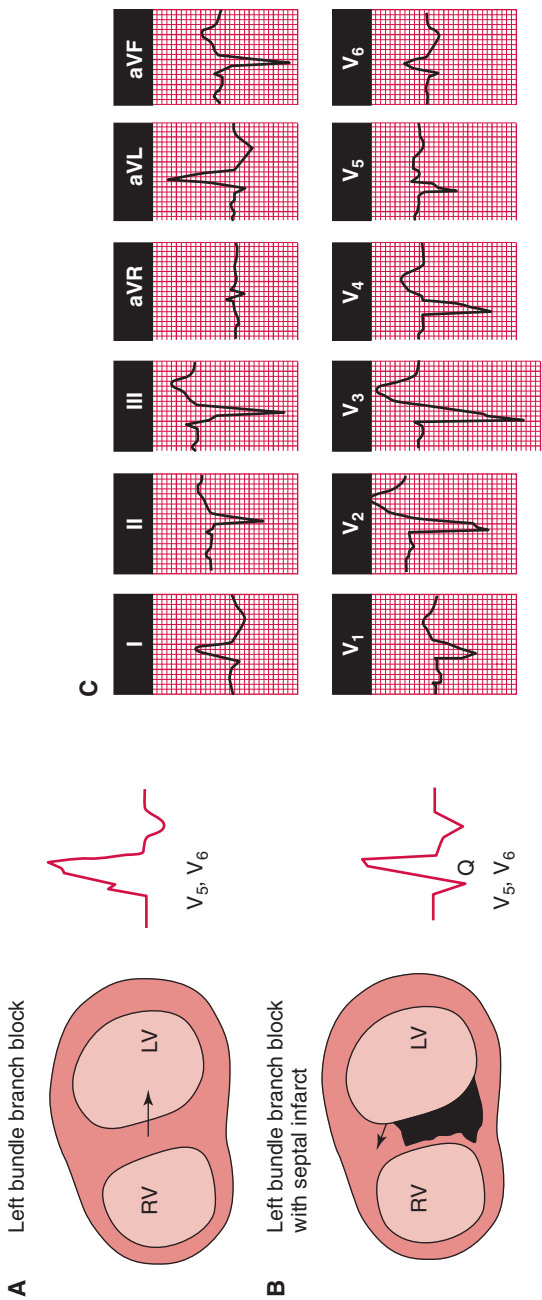 A
Left bundle branch block
RV
LV
V5, V6
B
Left bundle branch block
with septal infarct
RV
LV
Q
V5, V6
C
I
II
III
aVR
aVL
aVF
V1
V2
V3
V4
V5
V6